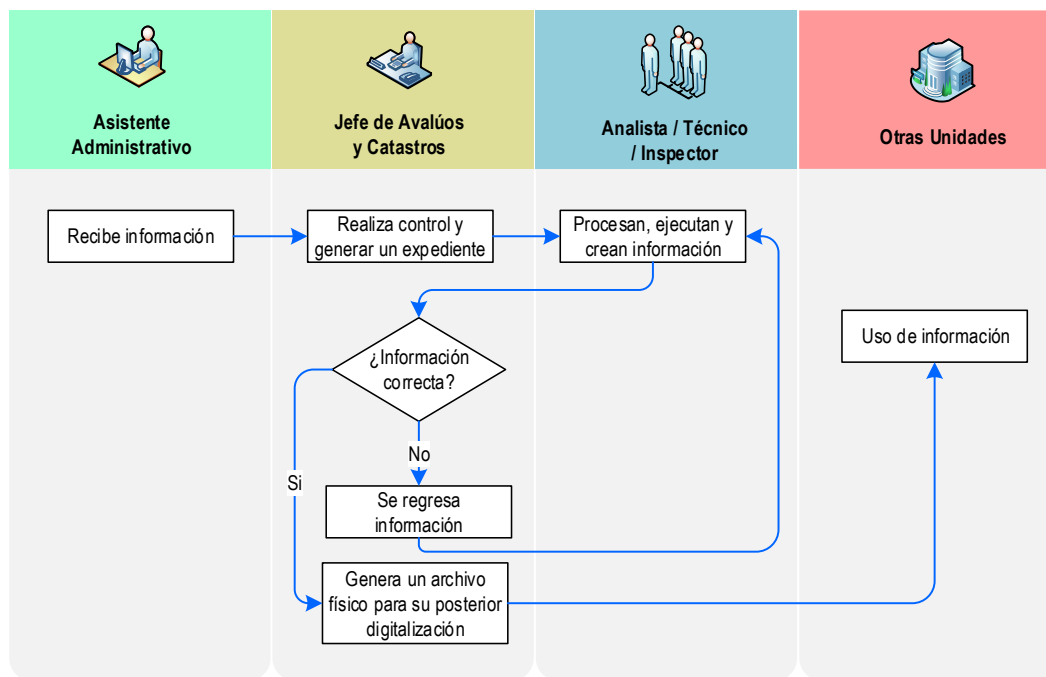 Asistente
Administrativo
Jefe de Avalúos
y Catastros
Analista / Técnico
/ Inspector
Otras Unidades
Recibe información
Realiza control y
generar un expediente
Procesan, ejecutan y
crean información
¿Información
correcta?
Uso de información
No
Si
Se regresa
información
Genera un archivo
físico para su posterior
digitalización